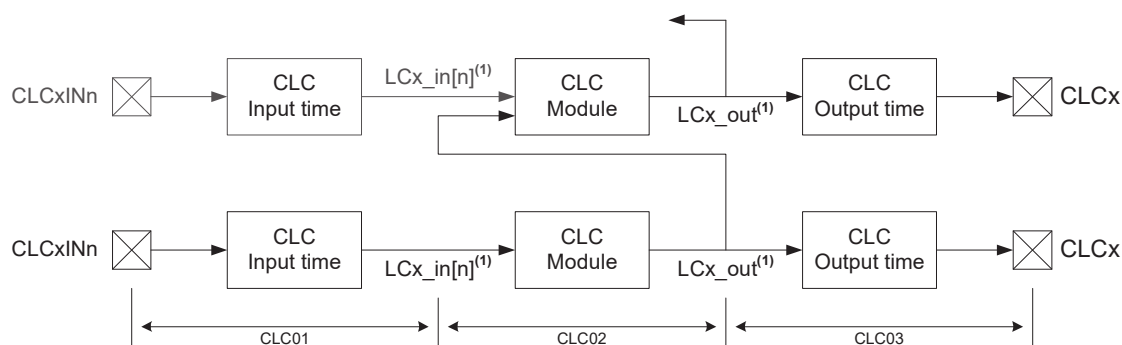 CLCxINn
CLC
Input time
LCx_in[n](1)
CLC
Module
LCx_out(1)
CLC
Output time
CLCx
CLCxINn
CLC
Input time
LCx_in[n](1)
CLC
Module
LCx_out(1)
CLC
Output time
CLCx
CLC01
CLC02
CLC03